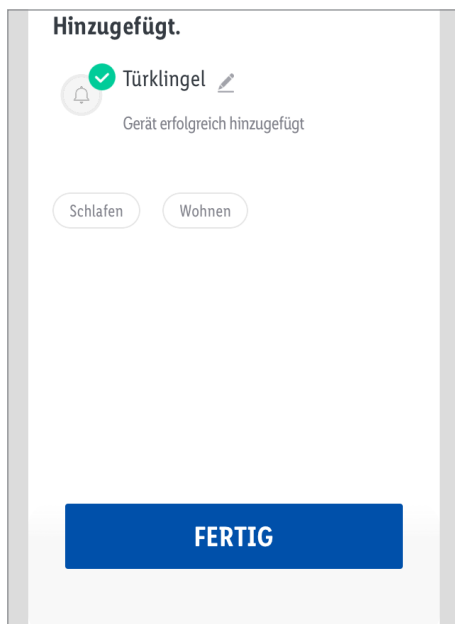 Hinzugefügt.
Türklingel
Gerät erfolgreich hinzugefügt
Schlafen
Wohnen
FERTIG